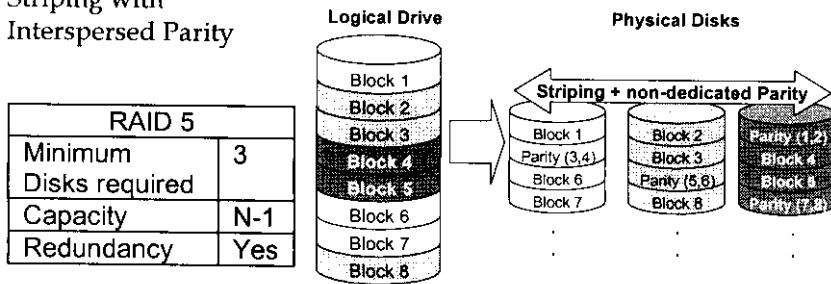 Striping with
Interspersed Parity
RAID 5
Minimum Disks required 3
Capacity N-1
Redundancy Yes
Logical Drive
Block 1
Block 2
Block 3
Block 4
Block 5
Block 6
Block 7
Block 8
Physical Disks
Striping + non-dedicated Parity
Block 1
Parity (3,4)
Block 6
Block 7
Block 2
Block 3
Parity (5,6)
Block 8
Parity (1,2)
Block 4
Block 5
Parity (7,8)